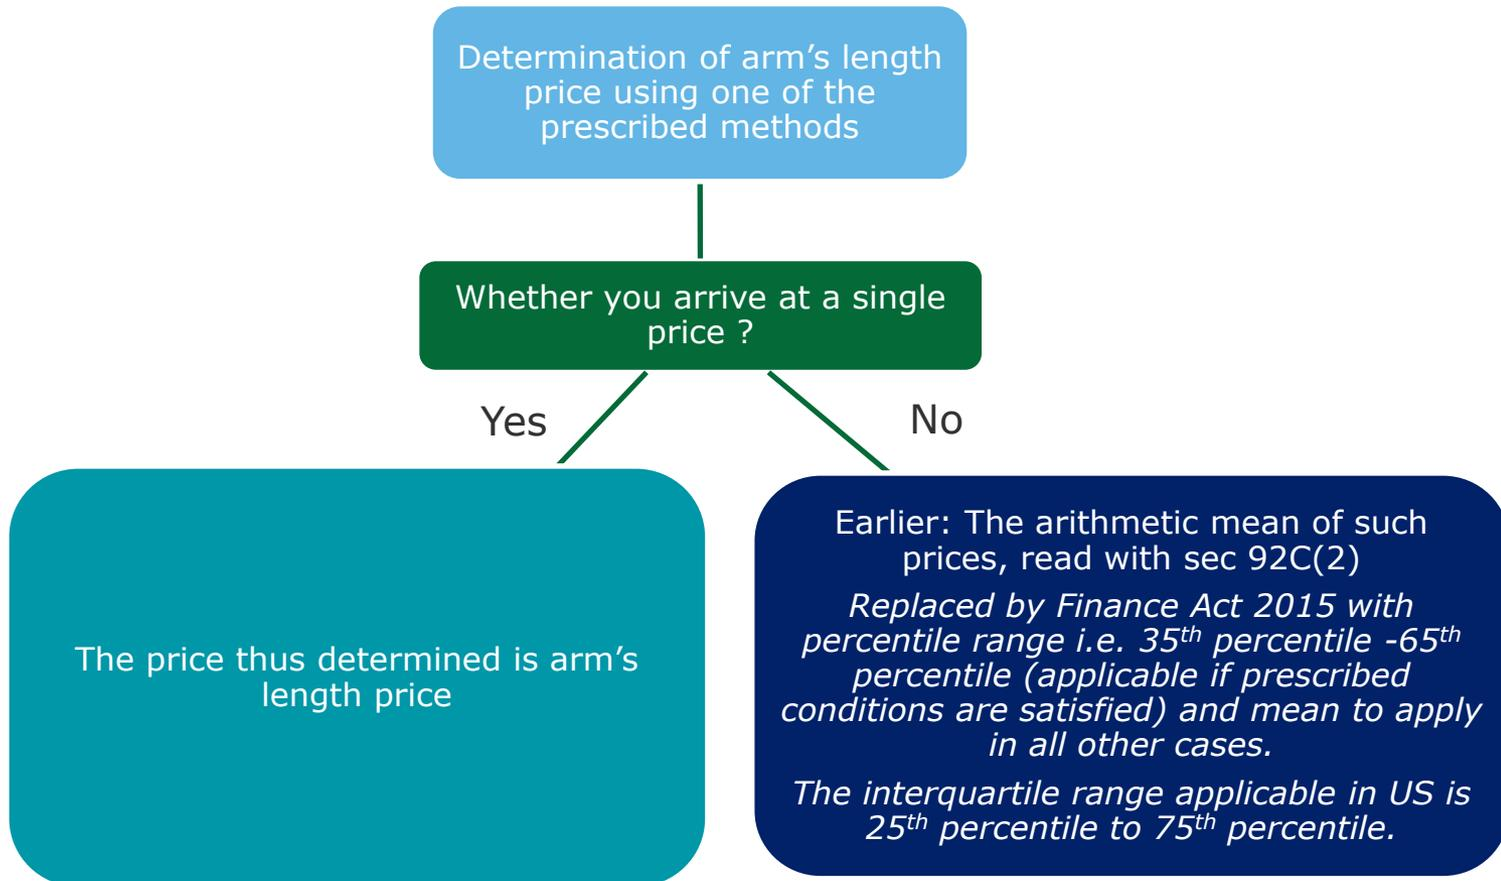 Determination of arm’s length
price using one of the
prescribed methods
Whether you arrive at a single
price ?
Yes
No
The price thus determined is arm’s
length price
Earlier: The arithmetic mean of such
prices, read with sec 92C(2)
Replaced by Finance Act 2015 with
percentile range i.e. 35th percentile -65th
percentile (applicable if prescribed
conditions are satisfied) and mean to apply
in all other cases.
The interquartile range applicable in US is
25th percentile to 75th percentile.